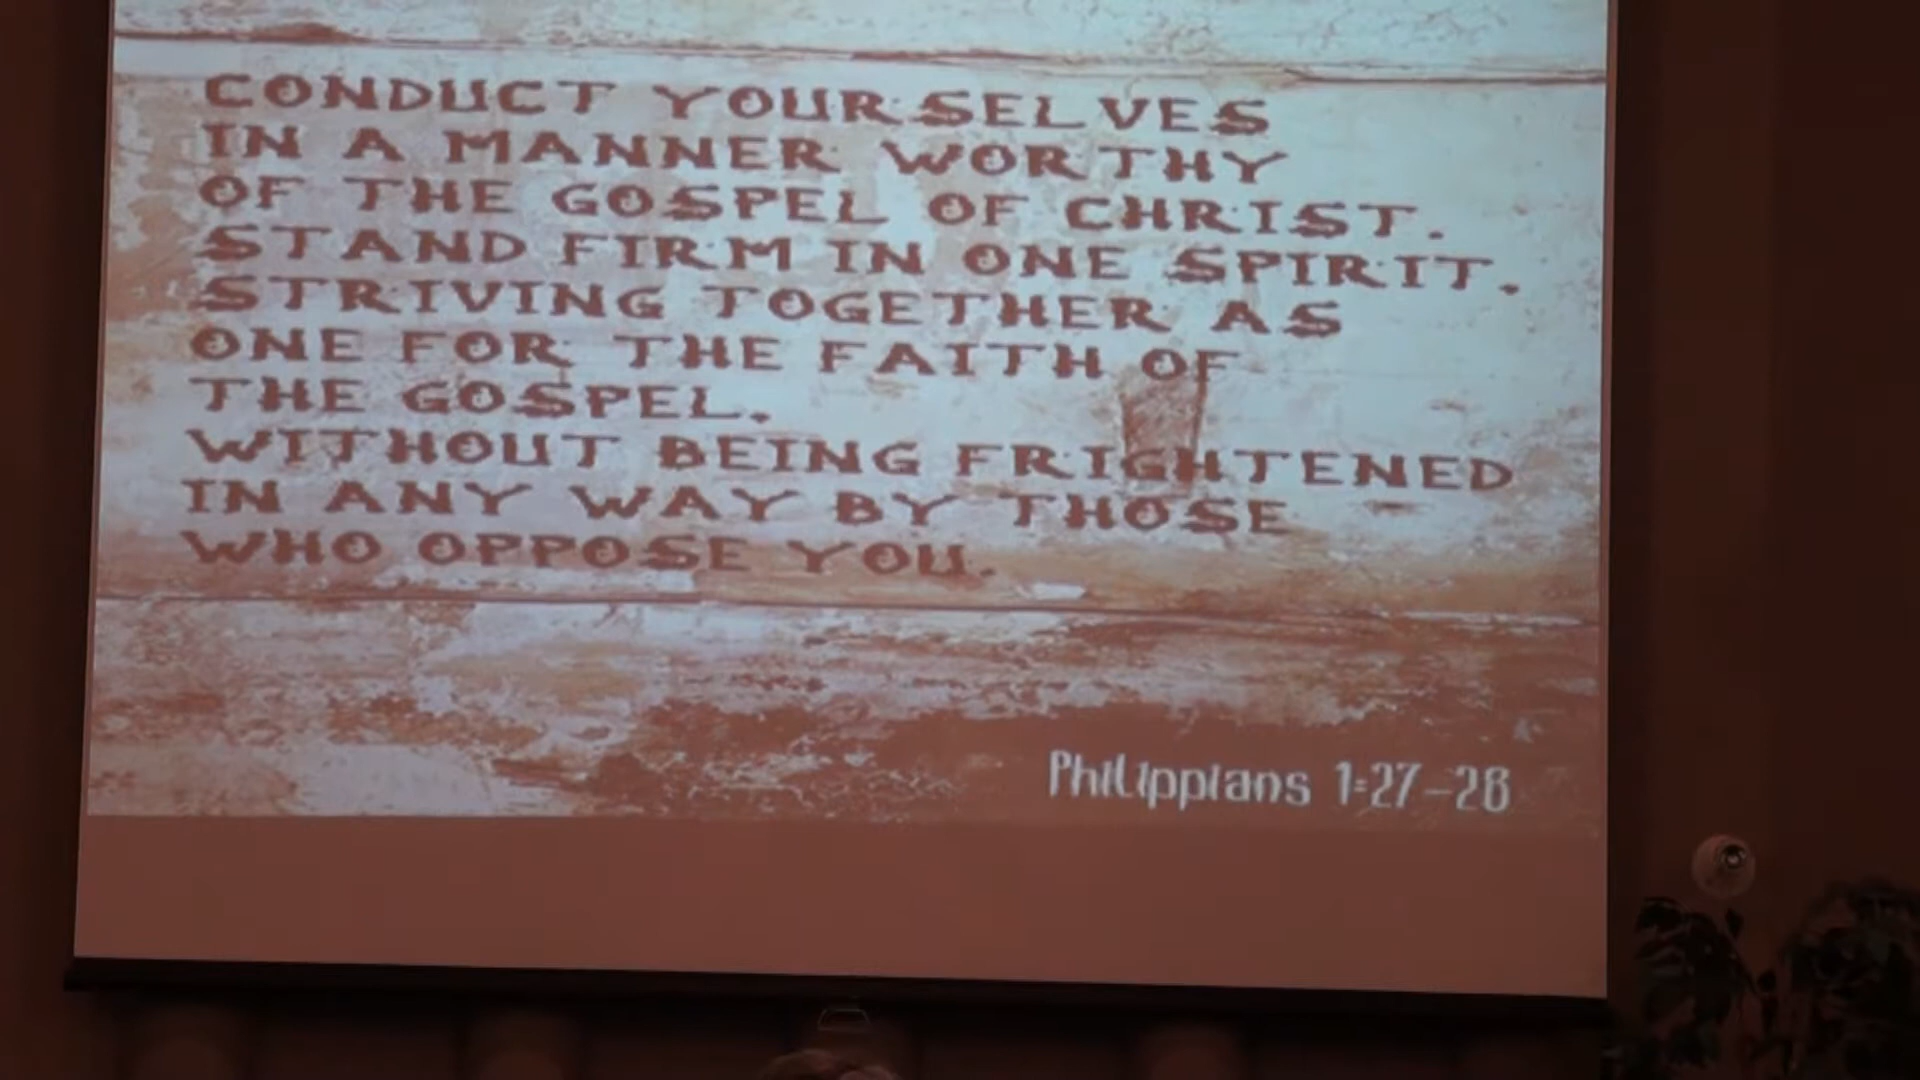 CONDUCT YOURSELVES
IN A MANNER WORTHY
OF THE GOSPEL OF CHRIST.
STAND FIRM IN ONE SPIRIT.
STRIVING TOGETHER AS
ONE FOR THE FAITH OF
THE GOSPEL.
WITHOUT BEING FRIGHTENED
IN ANY WAY BY THOSE
WHO OPPOSE YOU.
Philippians 1:27-28